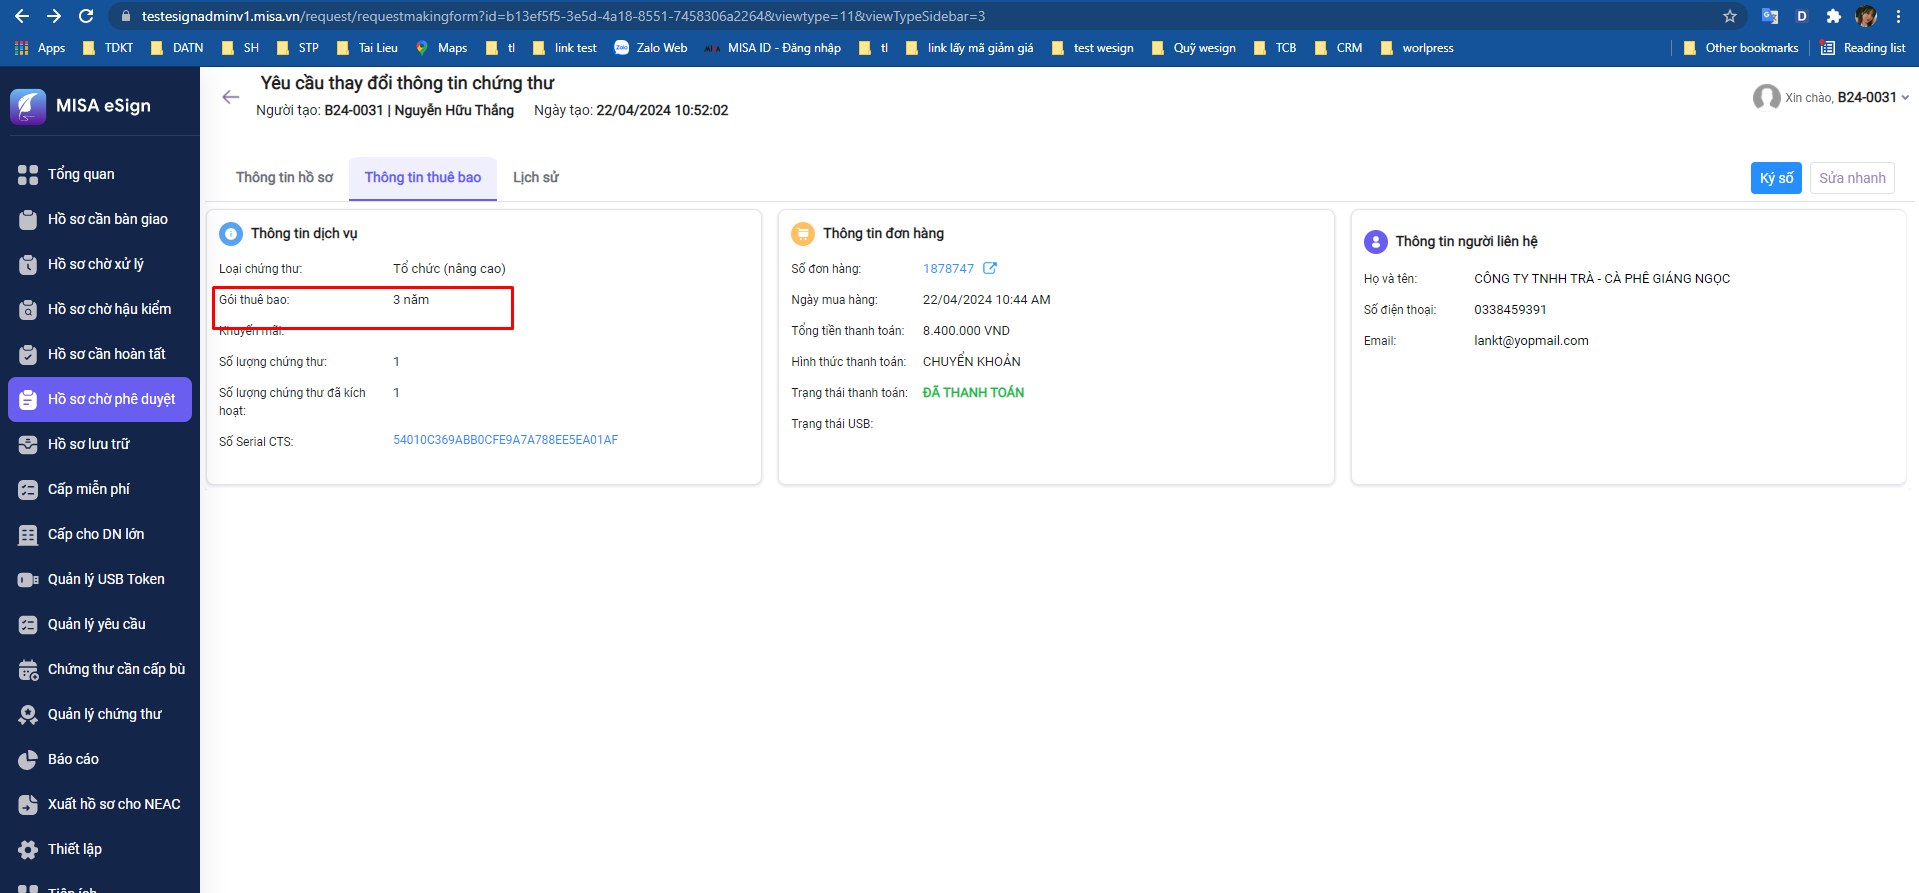 testesignadminv1.misa.vn/request/requestmakingform?id=b13ef5f5-3e5d-4a18-8551-7458306a2264&viewtype=11&viewTypeSidebar=3
Apps TDKT DATN SH STP Tai Lieu Maps tl link test Zalo Web MISA ID - Đăng nhập tl link lấy mã giảm giá test wesign Quỹ wesign TCB CRM worlpress Other bookmarks Reading list
MISA eSign
Yêu cầu thay đổi thông tin chứng thư
Người tạo: B24-0031 | Nguyễn Hữu Thắng Ngày tạo: 22/04/2024 10:52:02
Xin chào, B24-0031
Tổng quan
Hồ sơ cần bàn giao
Hồ sơ chờ xử lý
Hồ sơ chờ hậu kiểm
Hồ sơ cần hoàn tất
Hồ sơ chờ phê duyệt
Hồ sơ lưu trữ
Cấp miễn phí
Cấp cho DN lớn
Quản lý USB Token
Quản lý yêu cầu
Chứng thư cần cấp bù
Quản lý chứng thư
Báo cáo
Xuất hồ sơ cho NEAC
Thiết lập
Tiện ích
Thông tin hồ sơ Thông tin thuê bao Lịch sử
Ký số Sửa nhanh
Thông tin dịch vụ
Loại chứng thư: Tổ chức (nâng cao)
Gói thuê bao: 3 năm
Khuyến mãi:
Số lượng chứng thư: 1
Số lượng chứng thư đã kích hoạt: 1
Số Serial CTS: 54010C369ABB0CFE9A7A788EE5EA01AF
Thông tin đơn hàng
Số đơn hàng: 1878747
Ngày mua hàng: 22/04/2024 10:44 AM
Tổng tiền thanh toán: 8.400.000 VND
Hình thức thanh toán: CHUYỂN KHOẢN
Trạng thái thanh toán: ĐÃ THANH TOÁN
Trạng thái USB:
Thông tin người liên hệ
Họ và tên: CÔNG TY TNHH TRÀ - CÀ PHÊ GIÁNG NGỌC
Số điện thoại: 0338459391
Email: lankt@yopmail.com